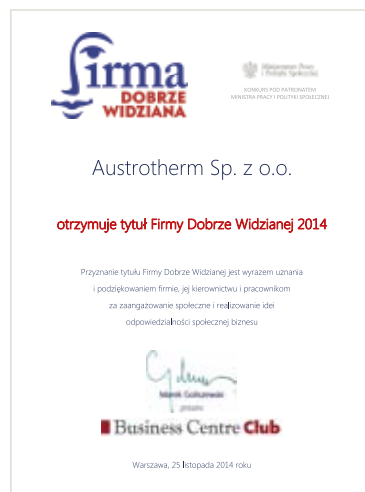 firma
DOBRZE
WIDZIANA
Ministerstwo Pracy
i Polityki Społecznej
KONKURS POD PATRONATEM
MINISTRA PRACY I POLITYKI SPOŁECZNEJ
Austrotherm Sp. z o.o.
otrzymuje tytuł Firmy Dobrze Widzianej 2014
Przyznanie tytułu Firmy Dobrze Widzianej jest wyrazem uznania
i podziękowaniem firmie, jej kierownictwu i pracownikom
za zaangażowanie społeczne i realizowanie idei
odpowiedzialności społecznej biznesu
Marek Goliszewski
prezes
Business Centre Club
Warszawa, 25 listopada 2014 roku